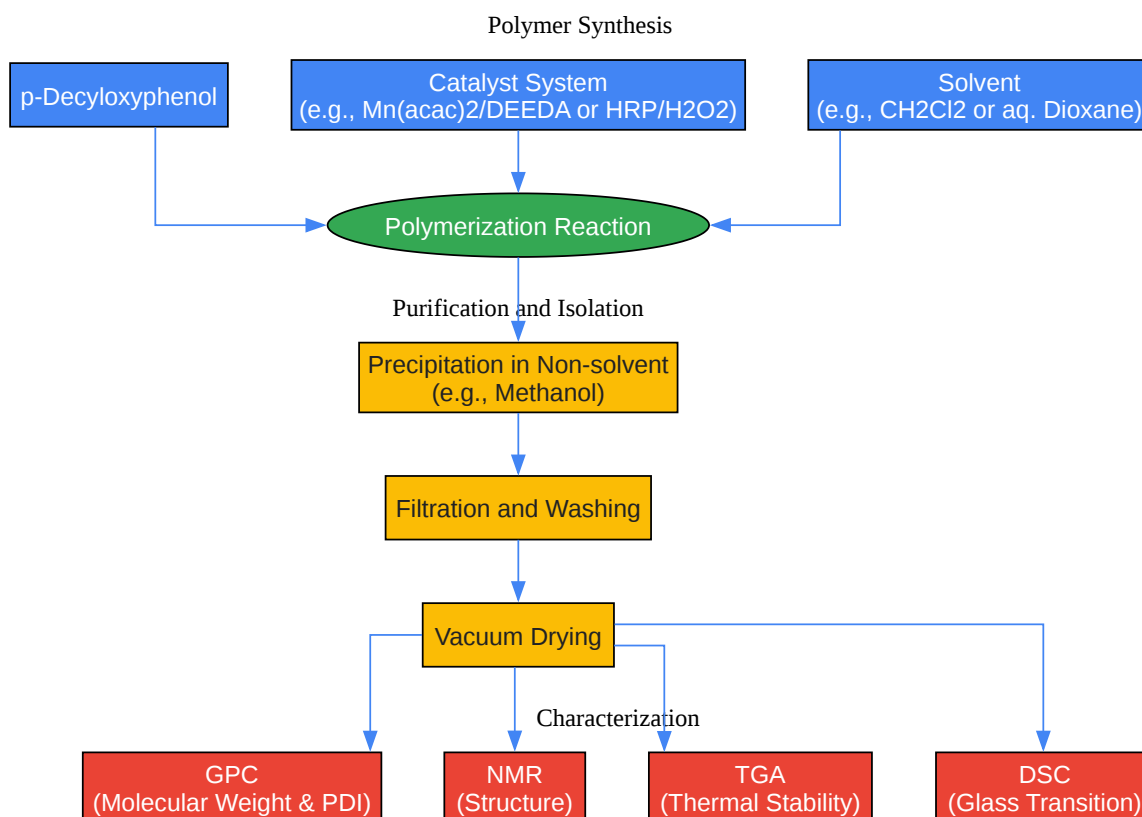 Polymer Synthesis
p-Decyloxyphenol
Catalyst System
(e.g., Mn(acac)2/DEEDA or HRP/H2O2)
Solvent
(e.g., CH2Cl2 or aq. Dioxane)
Polymerization Reaction
Purification and Isolation
Precipitation in Non-solvent
(e.g., Methanol)
Filtration and Washing
Vacuum Drying
Characterization
GPC
(Molecular Weight & PDI)
NMR
(Structure)
TGA
(Thermal Stability)
DSC
(Glass Transition)